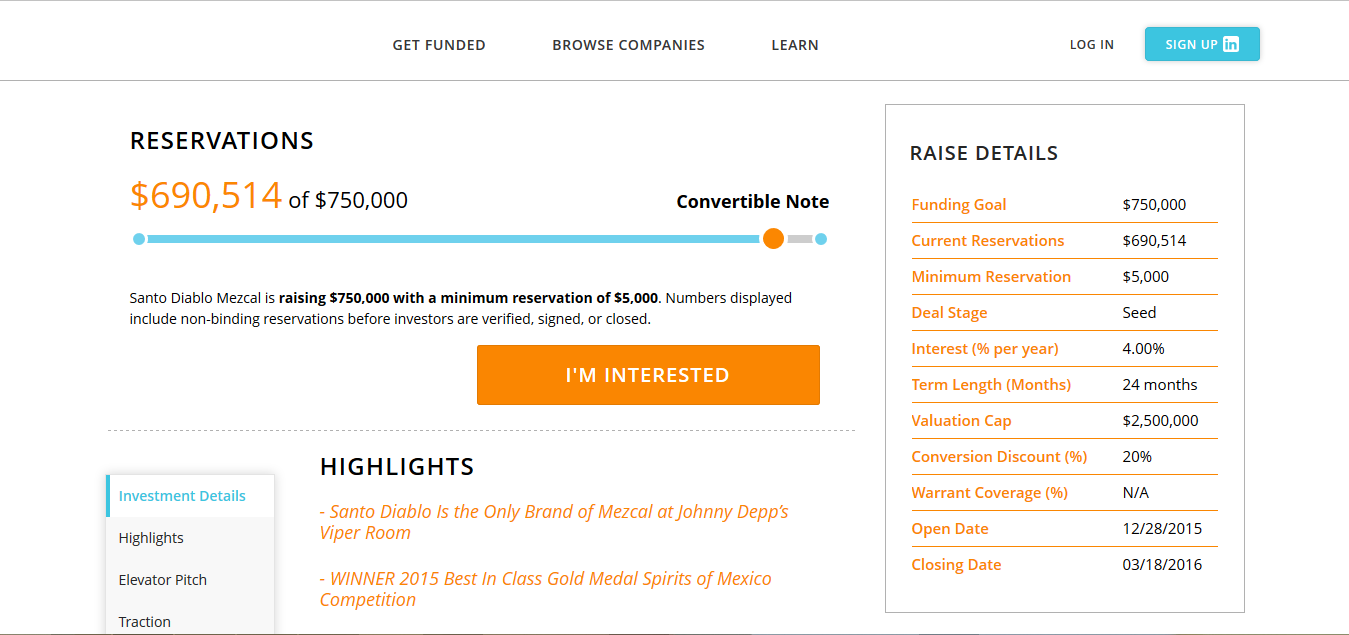 GET FUNDED BROWSE COMPANIES LEARN LOG IN SIGN UP in
RESERVATIONS
$690,514 of $750,000 Convertible Note
Santo Diablo Mezcal is raising $750,000 with a minimum reservation of $5,000. Numbers displayed
include non-binding reservations before investors are verified, signed, or closed.
I'M INTERESTED
Investment Details
Highlights
Elevator Pitch
Traction
HIGHLIGHTS
- Santo Diablo Is the Only Brand of Mezcal at Johnny Depp's
Viper Room
- WINNER 2015 Best In Class Gold Medal Spirits of Mexico
Competition
RAISE DETAILS
Funding Goal $750,000
Current Reservations $690,514
Minimum Reservation $5,000
Deal Stage Seed
Interest (% per year) 4.00%
Term Length (Months) 24 months
Valuation Cap $2,500,000
Conversion Discount (%) 20%
Warrant Coverage (%) N/A
Open Date 12/28/2015
Closing Date 03/18/2016